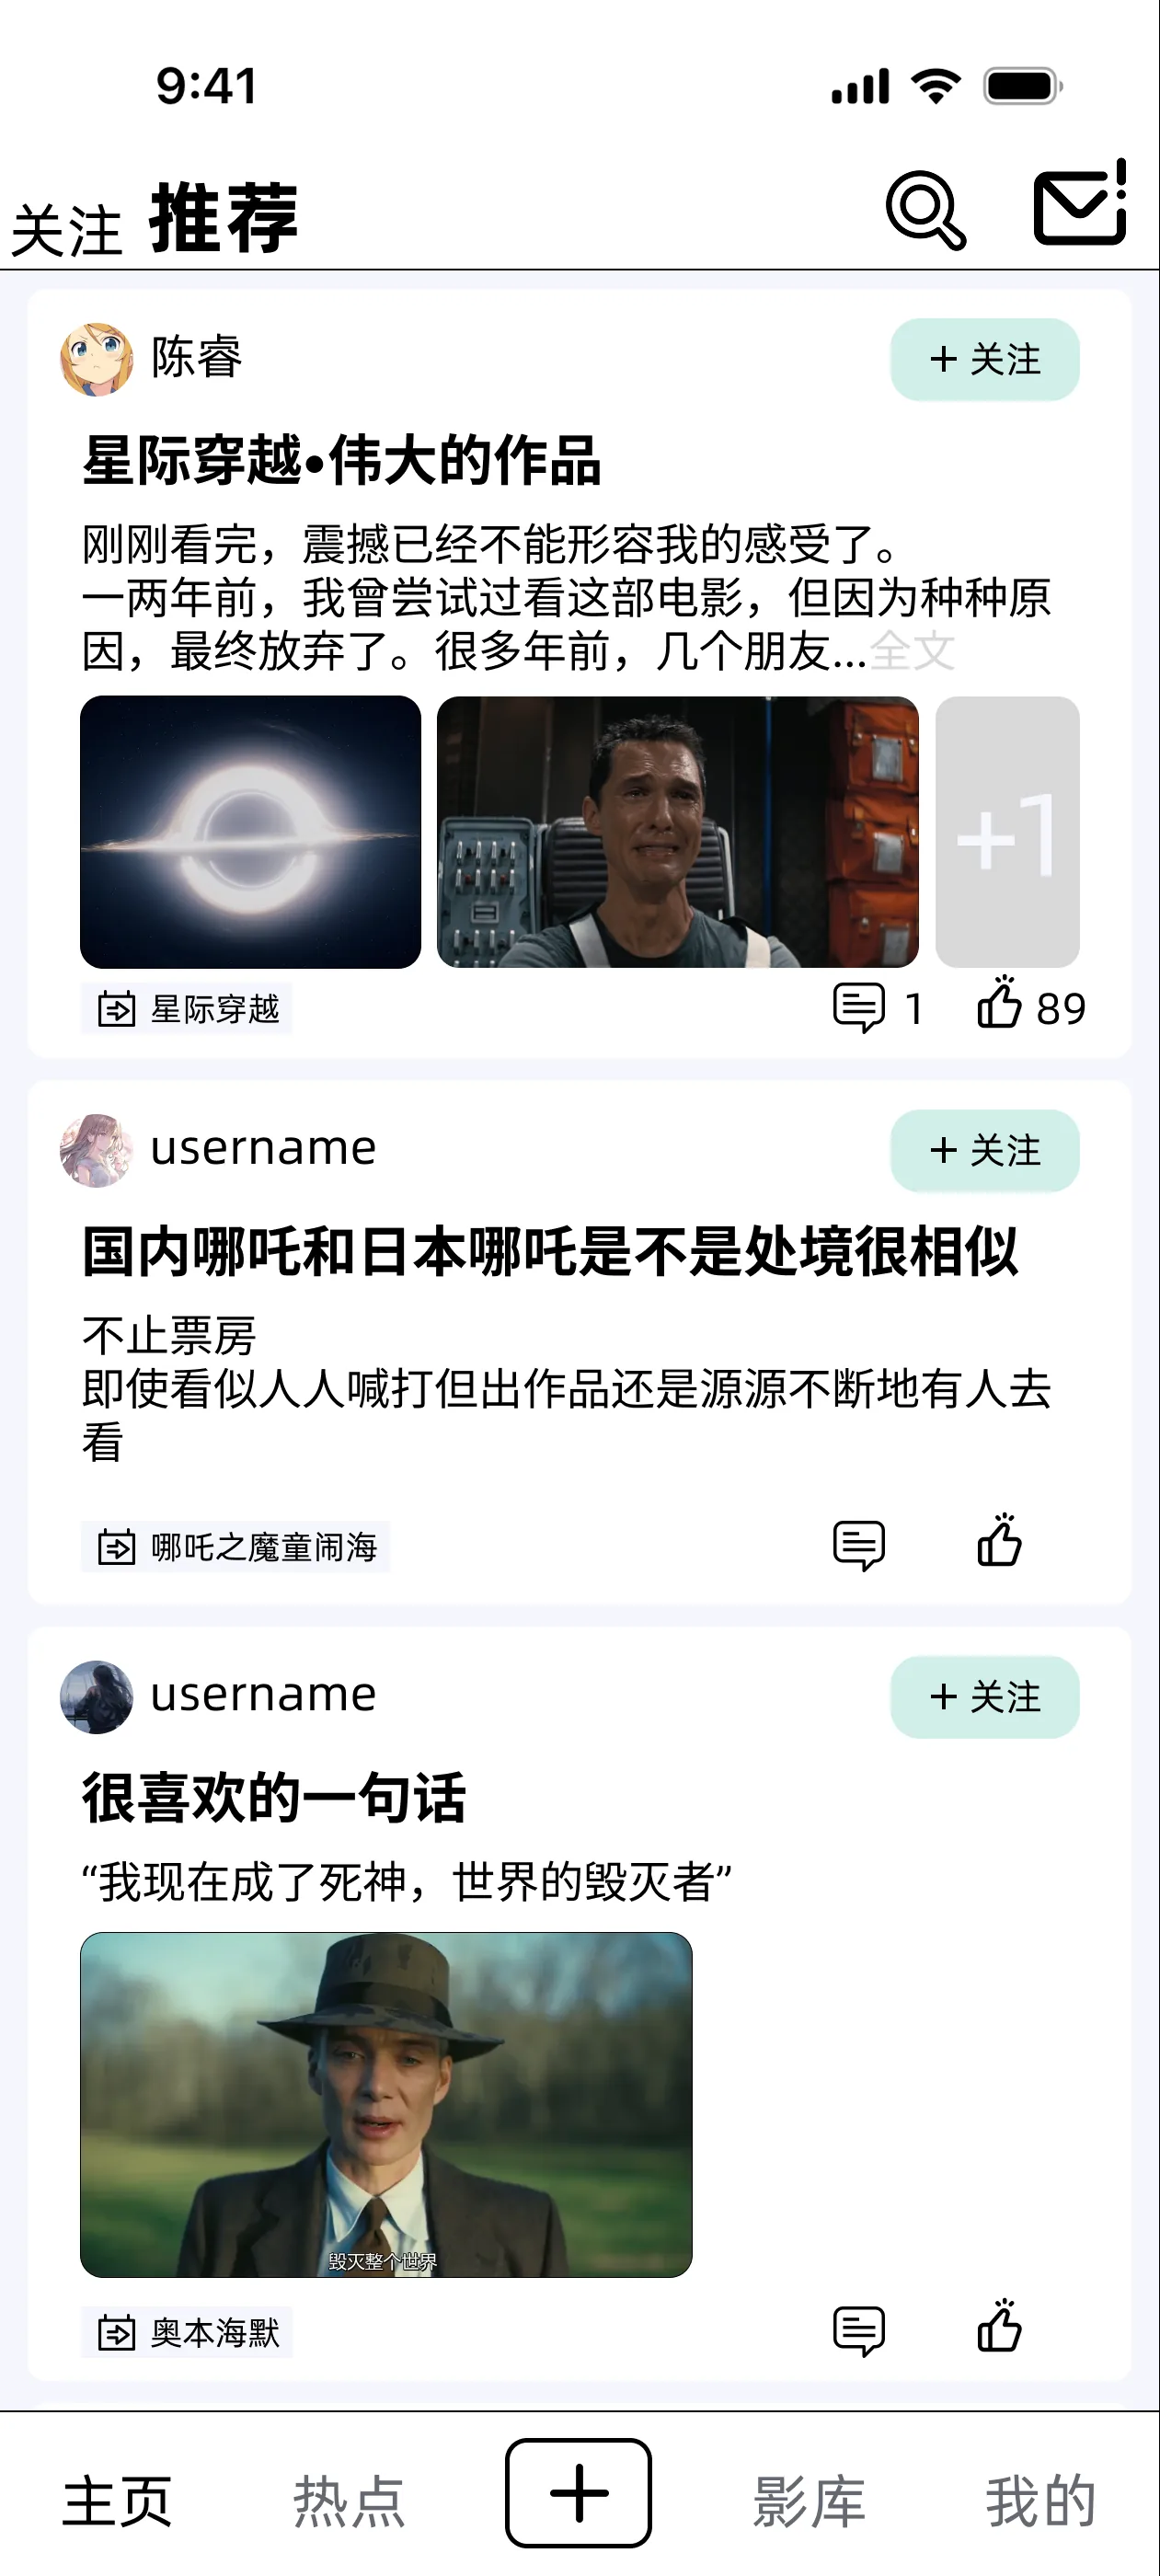 9:41
关注 推荐
陈睿
+ 关注
星际穿越•伟大的作品
刚刚看完，震撼已经不能形容我的感受了。
一两年前，我曾尝试过看这部电影，但因为种种原
因，最终放弃了。很多年前，几个朋友...全文
+1
星际穿越
1
89
username
+ 关注
国内哪吒和日本哪吒是不是处境很相似
不止票房
即使看似人人喊打但出作品还是源源不断地有人去
看
哪吒之魔童闹海
username
+ 关注
很喜欢的一句话
“我现在成了死神，世界的毁灭者”
毁灭整个世界
奥本海默
主页
热点
影库
我的